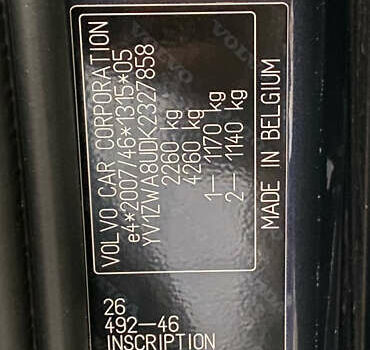 VOLVO CAR CORPORATION
e4*2007/46*1315*05
YV1ZWA8UDK2327858
2260 kg
4260 kg
1— 1170 kg
2— 1140 kg
MADE IN BELGIUM
26
492—46
INSCRIPTION